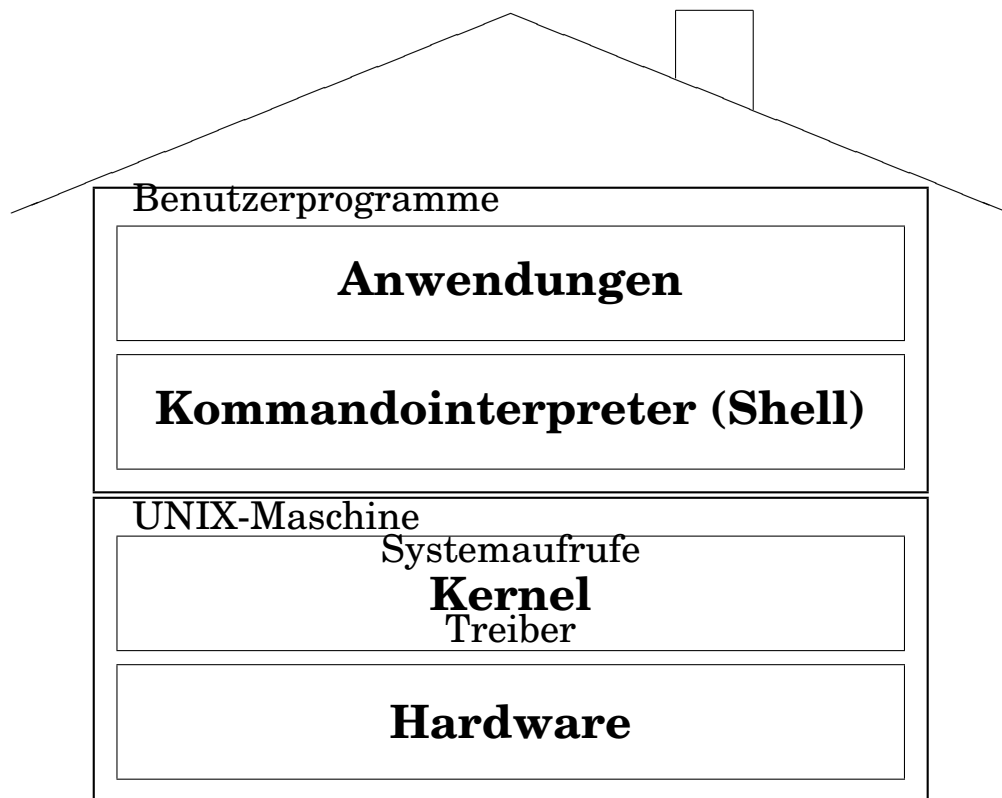 Benutzerprogramme
Anwendungen
Kommandointerpreter (Shell)
UNIX-Maschine
Systemaufrufe
Kernel
Treiber
Hardware